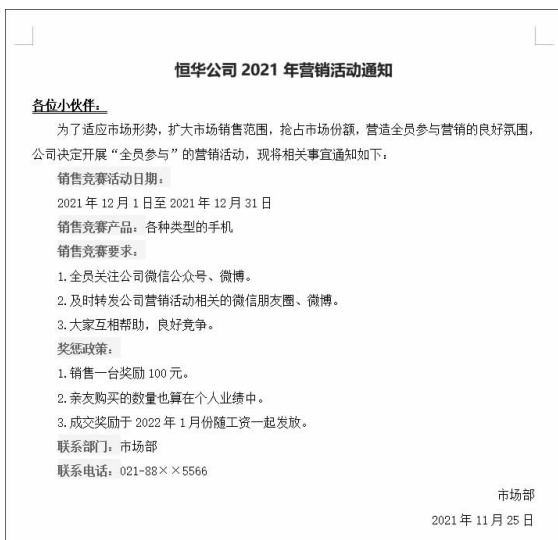 恒华公司 2021 年营销活动通知
各位小伙伴：
为了适应市场形势，扩大市场销售范围，抢占市场份额，营造全员参与营销的良好氛围，
公司决定开展“全员参与”的营销活动，现将相关事宜通知如下：
销售竞赛活动日期：
2021 年 12 月 1 日至 2021 年 12 月 31 日
销售竞赛产品：各种类型的手机
销售竞赛要求：
1.全员关注公司微信公众号、微博。
2.及时转发公司营销活动相关的微信朋友圈、微博。
3.大家互相帮助，良好竞争。
奖惩政策：
1.销售一台奖励 100 元。
2.亲友购买的数量也算在个人业绩中。
3.成交奖励于 2022 年 1 月份随工资一起发放。
联系部门：市场部
联系电话：021-88××5566
市场部
2021 年 11 月 25 日